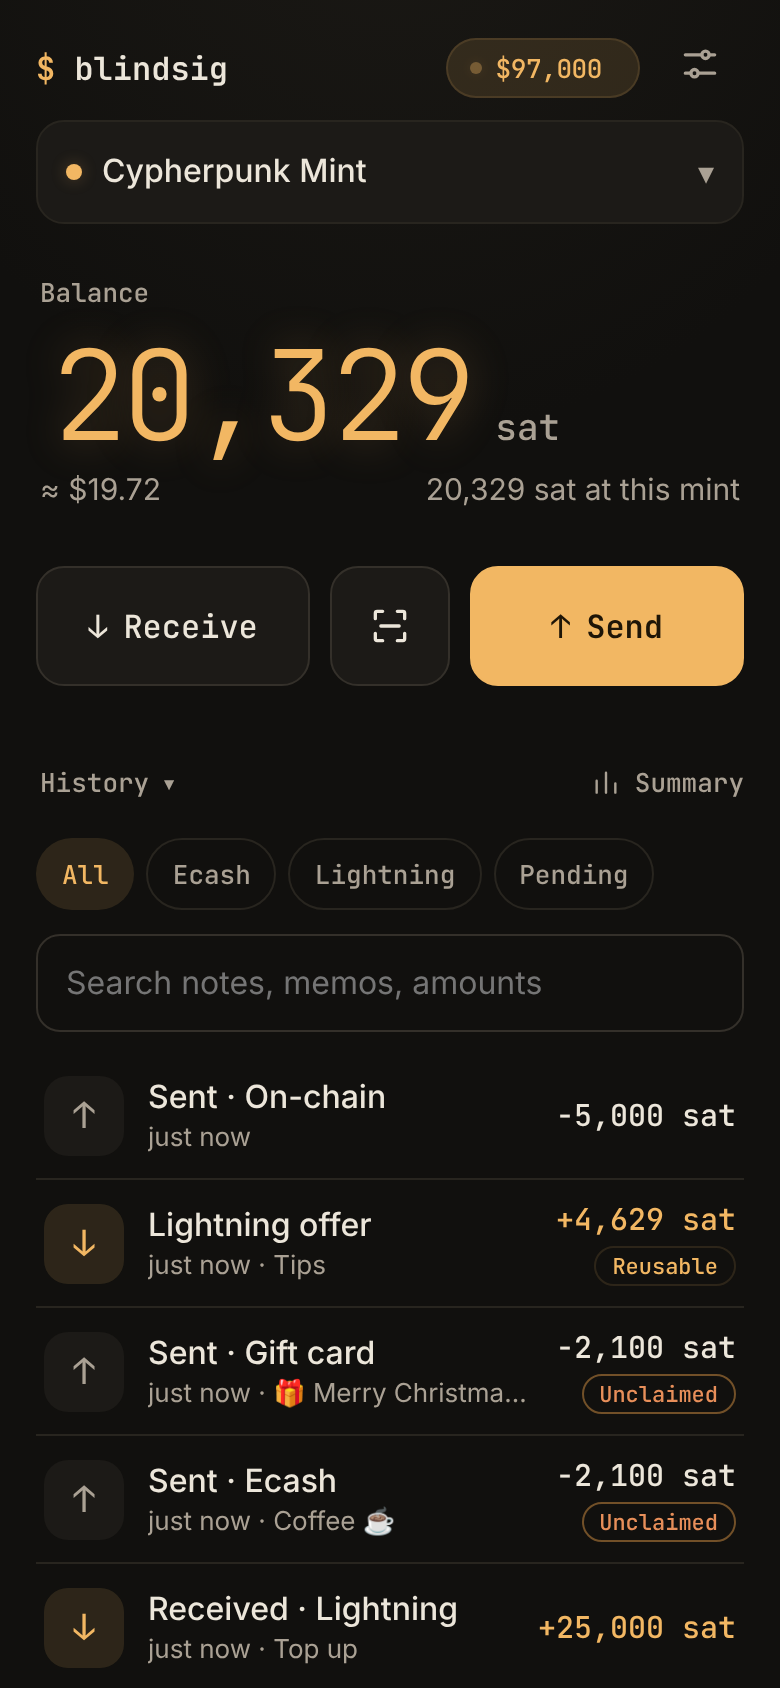 $ blindsig
$97,000
Cypherpunk Mint ▾
Balance
20,329 sat
≈ $19.72
20,329 sat at this mint
↓ Receive
↑ Send
History ▾
Summary
All
Ecash
Lightning
Pending
Search notes, memos, amounts
Sent · On-chain
just now
-5,000 sat
Lightning offer
just now · Tips
+4,629 sat
Reusable
Sent · Gift card
just now · 🎁 Merry Christma...
-2,100 sat
Unclaimed
Sent · Ecash
just now · Coffee ☕
-2,100 sat
Unclaimed
Received · Lightning
just now · Top up
+25,000 sat